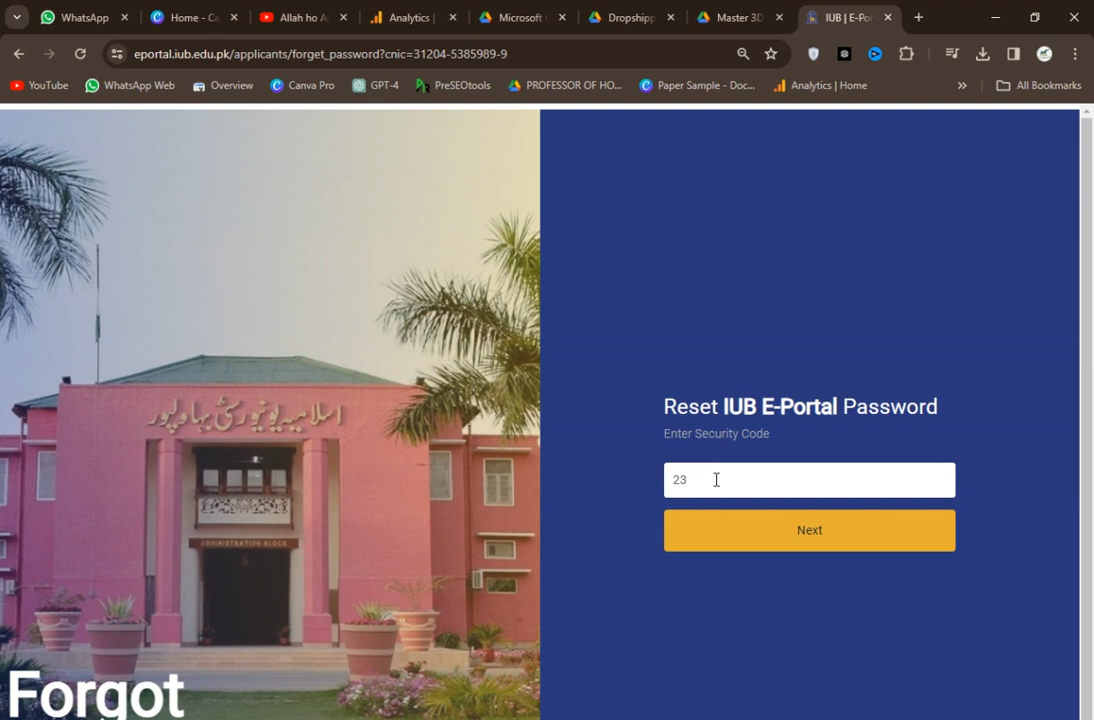 WhatsApp
Home - Ca
Allah ho A
Analytics |
Microsoft
Dropshipp
Master 3D
IUB | E-Por
eportal.iub.edu.pk/applicants/forget_password?cnic=31204-5385989-9
YouTube
WhatsApp Web
Overview
Canva Pro
GPT-4
PreSEOtools
PROFESSOR OF HO...
Paper Sample - Doc...
Analytics | Home
»
All Bookmarks
اسلامیہ یونیورسٹی بہاولپور
ADMINISTRATION BLOCK
Forgot
Reset IUB E-Portal Password
Enter Security Code
23
Next